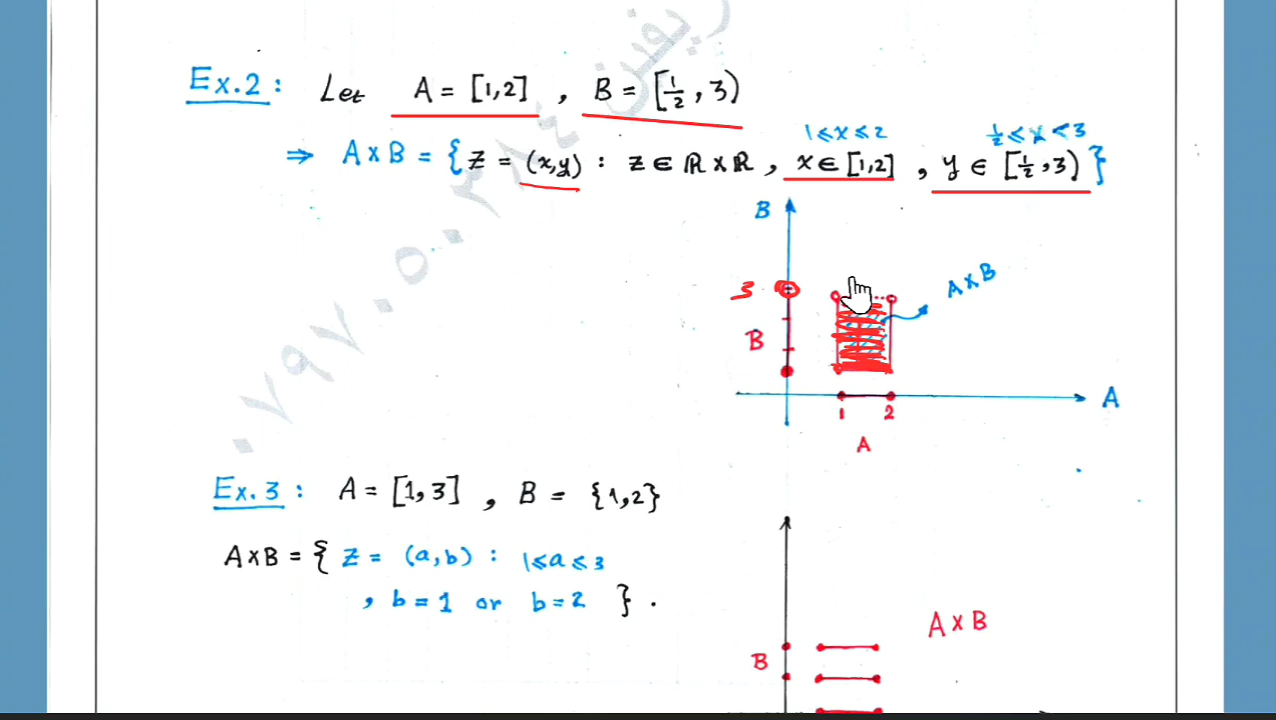 Ex.2: Let A = [1,2] , B = [½ , 3)
1 ⩽ x ⩽ 2 ½ ⩽ x < 3
⇒ A x B = { Z = (x,y) : Z ∈ ℝ x ℝ , x ∈ [1,2] , y ∈ [½ , 3) }
B
3
A x B
B
A
1 2
A
Ex. 3 : A = [1,3] , B = {1,2}
A x B = { Z = (a,b) : 1 ⩽ a ⩽ 3
, b = 1 or b = 2 } .
A x B
B
٠٧٩٧٠٥٠٠٣٨٤